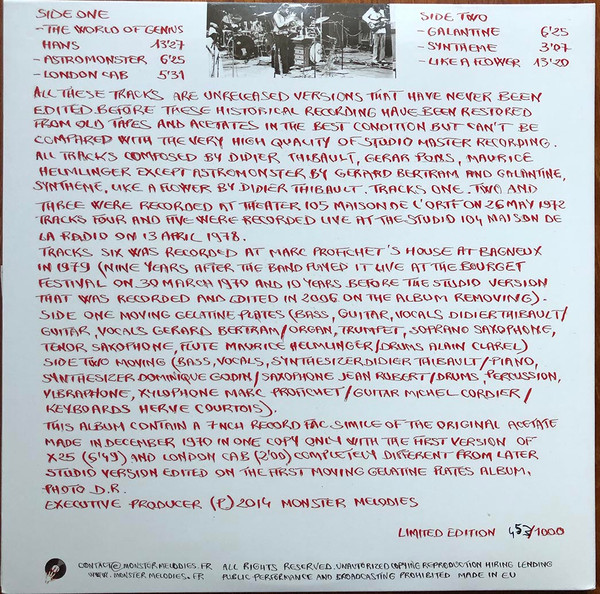 SIDE ONE
-THE WORLD OF GENIUS
HANS 13'27
-ASTROMONSTER 6'25
-LONDON CAB 5'31
SIDE TWO
-GALANTINE 6'25
-SYNTHEME 3'07
-LIKE A FLOWER 13'20
ALL THESE TRACKS ARE UNRELEASED VERSIONS THAT HAVE NEVER BEEN
EDITED BEFORE THESE HISTORICAL RECORDING HAVE BEEN RESTORED
FROM OLD TAPES AND ACETATES IN THE BEST CONDITION BUT CAN'T BE
COMPARED WITH THE VERY HIGH QUALITY OF STUDIO MASTER RECORDING.
ALL TRACKS COMPOSED BY DIDIER THIBAULT, GERAR PONS, MAURICE
HELMLINGER EXCEPT ASTROMONSTER BY GERARD BERTRAM AND GALANTINE,
SYNTHEME, LIKE A FLOWER BY DIDIER THIBAULT. TRACKS ONE. TWO AND
THREE WERE RECORDED AT THEATER 105 MAISON DE L'ORTF ON 26 MAY 1972
TRACKS FOUR AND FIVE WERE RECORDED LIVE AT THE STUDIO 104 MAISON DE
LA RADIO ON 13 APRIL 1978.
TRACKS SIX WAS RECORDED AT MARC PROFICHET'S HOUSE AT BAGNEUX
IN 1979 (NINE YEARS AFTER THE BAND PLAYED IT LIVE AT THE BOURGET
FESTIVAL ON 30 MARCH 1970 AND 10 YEARS BEFORE THE STUDIO VERSION
THAT WAS RECORDED AND EDITED IN 2006 ON THE ALBUM REMOVING).
SIDE ONE MOVING GELATINE PLATES (BASS, GUITAR, VOCALS DIDIER THIBAULT/
GUITAR, VOCALS GERARD BERTRAM/ORGAN, TRUMPET, SOPRANO SAXOPHONE,
TENOR SAXOPHONE, FLUTE MAURICE HELMLINGER/DRUMS ALAIN CLAREL)
SIDE TWO MOVING (BASS, VOCALS, SYNTHESIZER DIDIER THIBAULT/PIANO,
SYNTHESIZER DOMINIQUE GODIN/SAXOPHONE JEAN RUBERT/DRUMS, PERCUSSION,
VIBRAPHONE, XYLOPHONE MARC PROFICHET/GUITAR MICHEL CORDIER/
KEYBOARDS HERVE COURTOIS).
THIS ALBUM CONTAIN A 7INCH RECORD FAC. SIMILE OF THE ORIGINAL ACETATE
MADE IN DECEMBER 1970 IN ONE COPY ONLY WITH THE FIRST VERSION OF
X25 (6'49) AND LONDON CAB (2'00) COMPLETELY DIFFERENT FROM LATER
STUDIO VERSION EDITED ON THE FIRST MOVING GELATINE PLATES ALBUM.
PHOTO D.R.
EXECUTIVE PRODUCER (P) 2014 MONSTER MELODIES
LIMITED EDITION /1000
CONTACT@MONSTERMELODIES.FR ALL RIGHTS RESERVED. UNAUTORIZED COPYING REPRODUCTION HIRING LENDING
WWW.MONSTERMELODIES.FR PUBLIC PERFORMANCE AND BROADCASTING PROHIBITED MADE IN EU